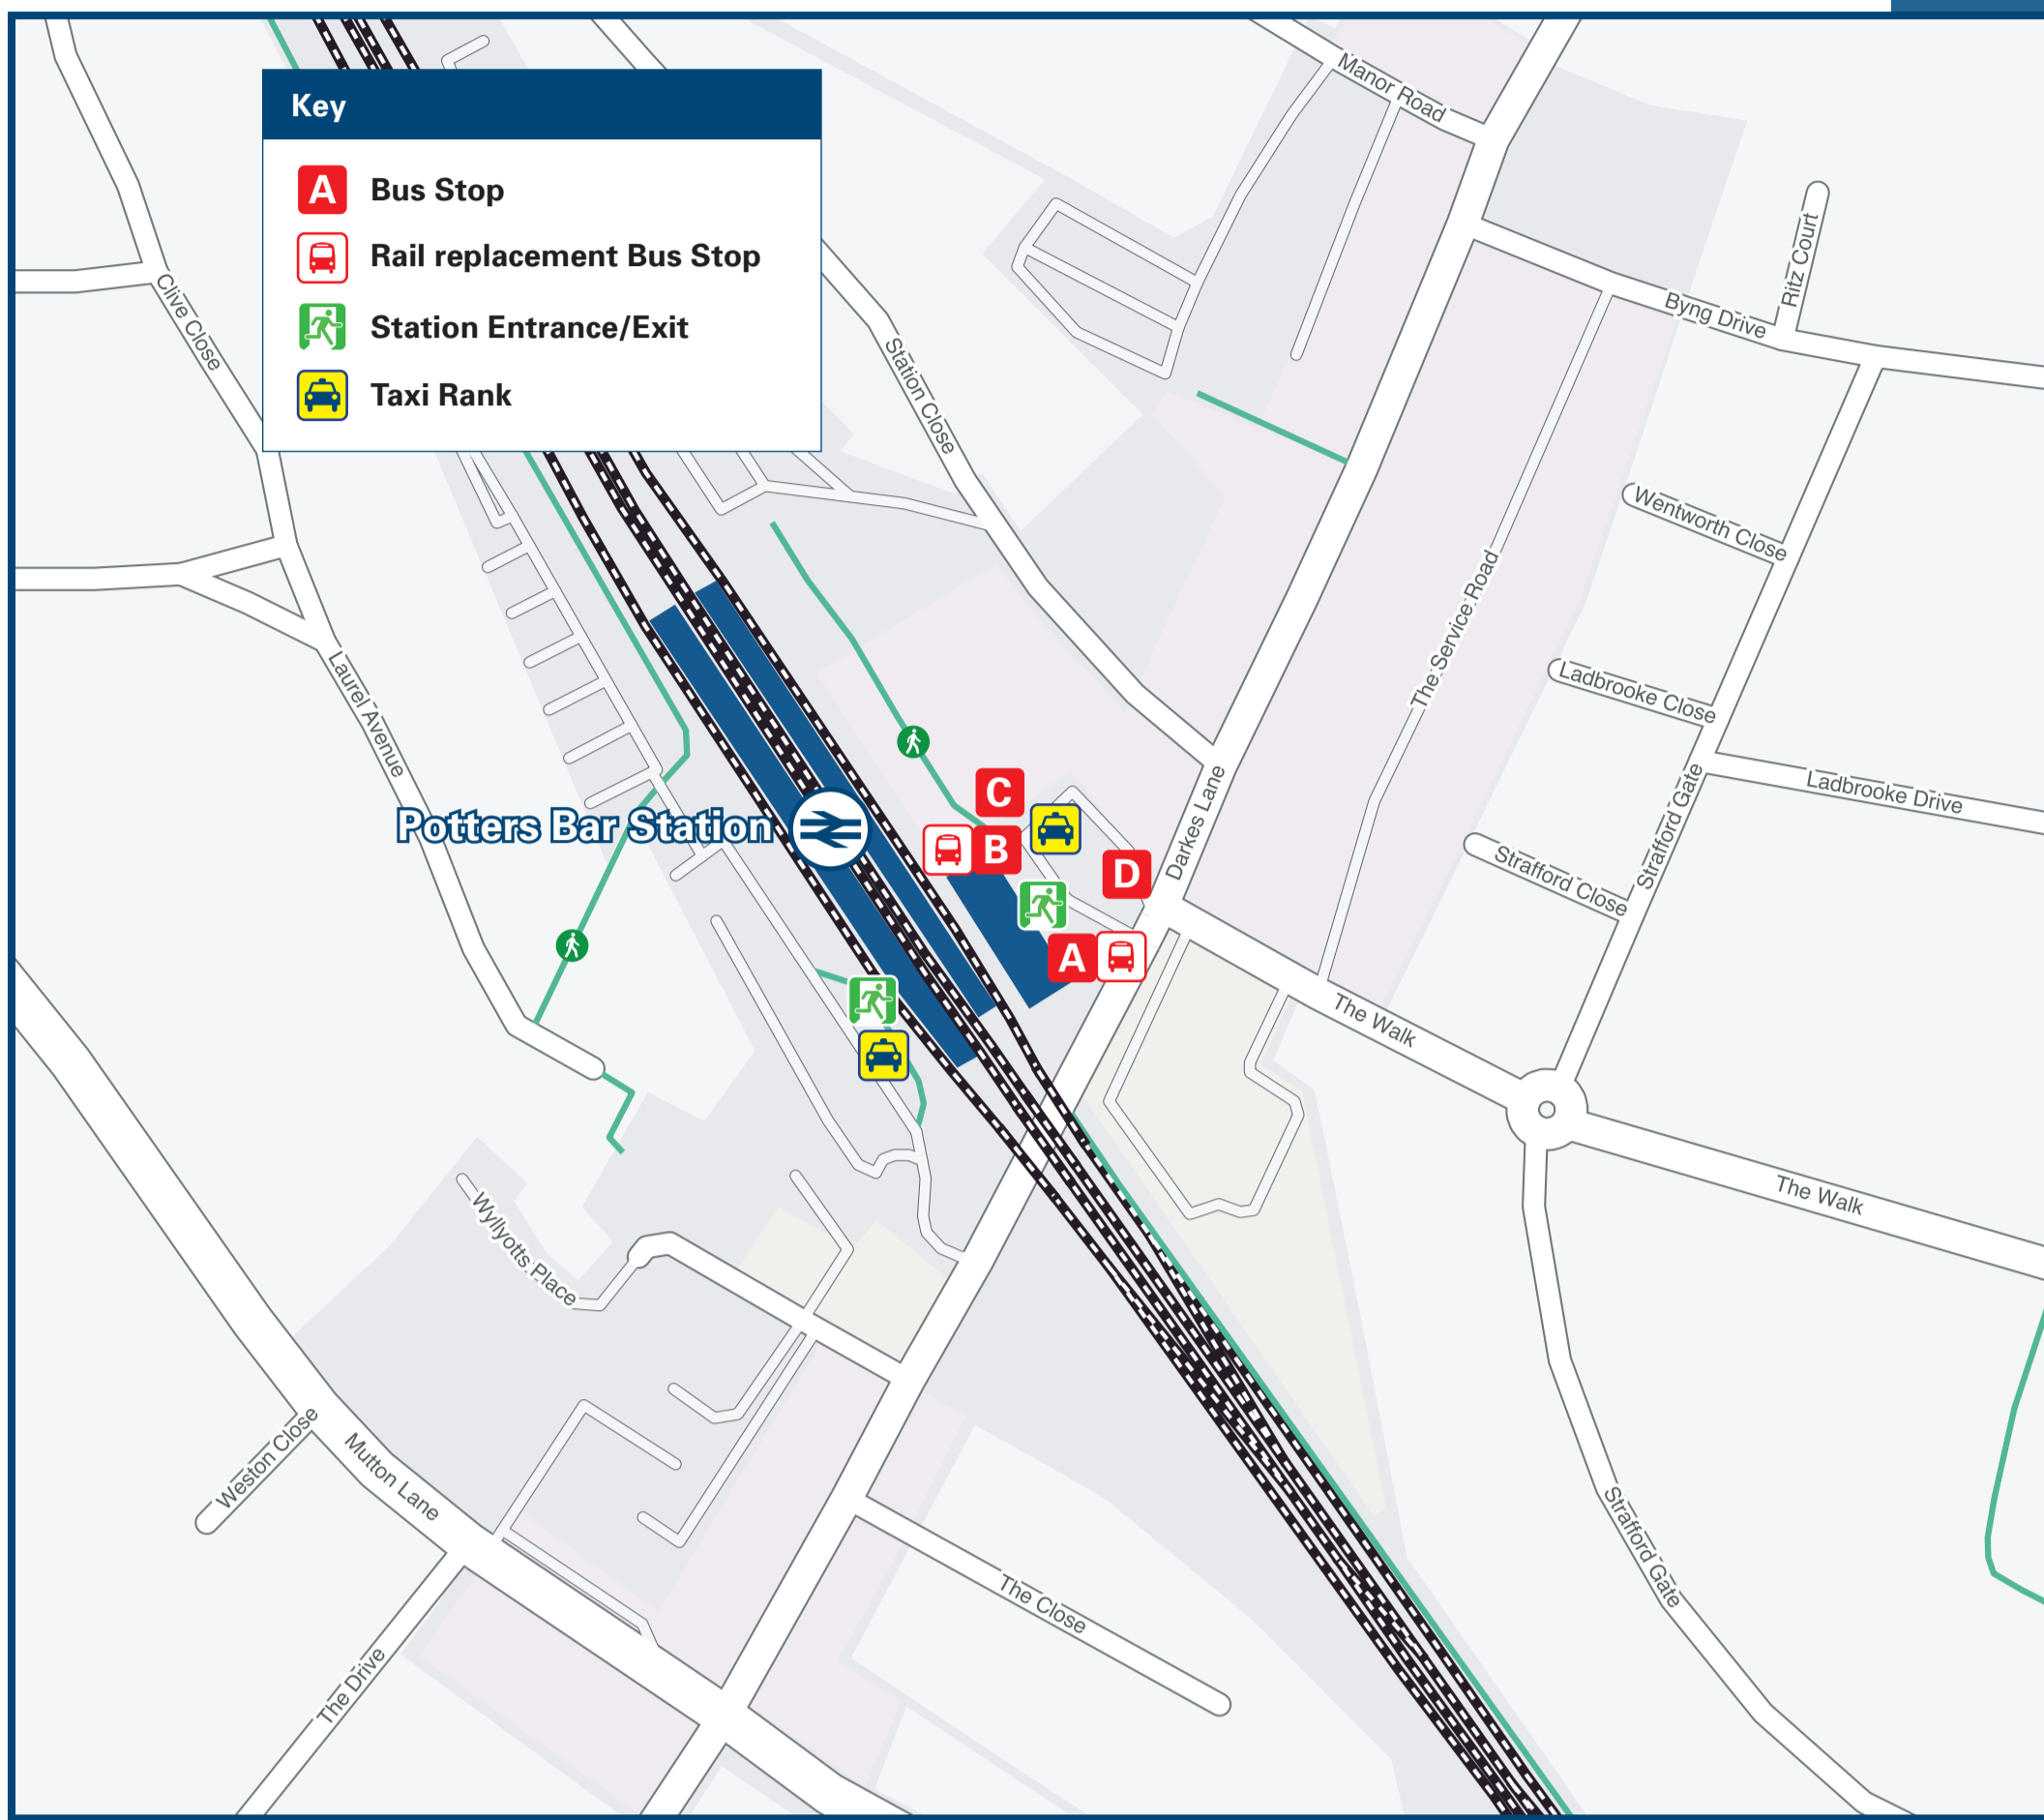 Key
A
Bus Stop
Rail replacement Bus Stop
Station Entrance/Exit
Taxi Rank
Manor Road
Ritz Court
Byng Drive
Clive Close
Station Close
Wentworth Close
The Service Road
Laurel Avenue
Ladbrooke Close
Ladbrooke Drive
Strafford Gate
Darkes Lane
Potters Bar Station
C
B
D
A
Strafford Close
The Walk
The Walk
Wyllyotts Place
Weston Close
Mutton Lane
Strafford Gate
The Close
The Drive